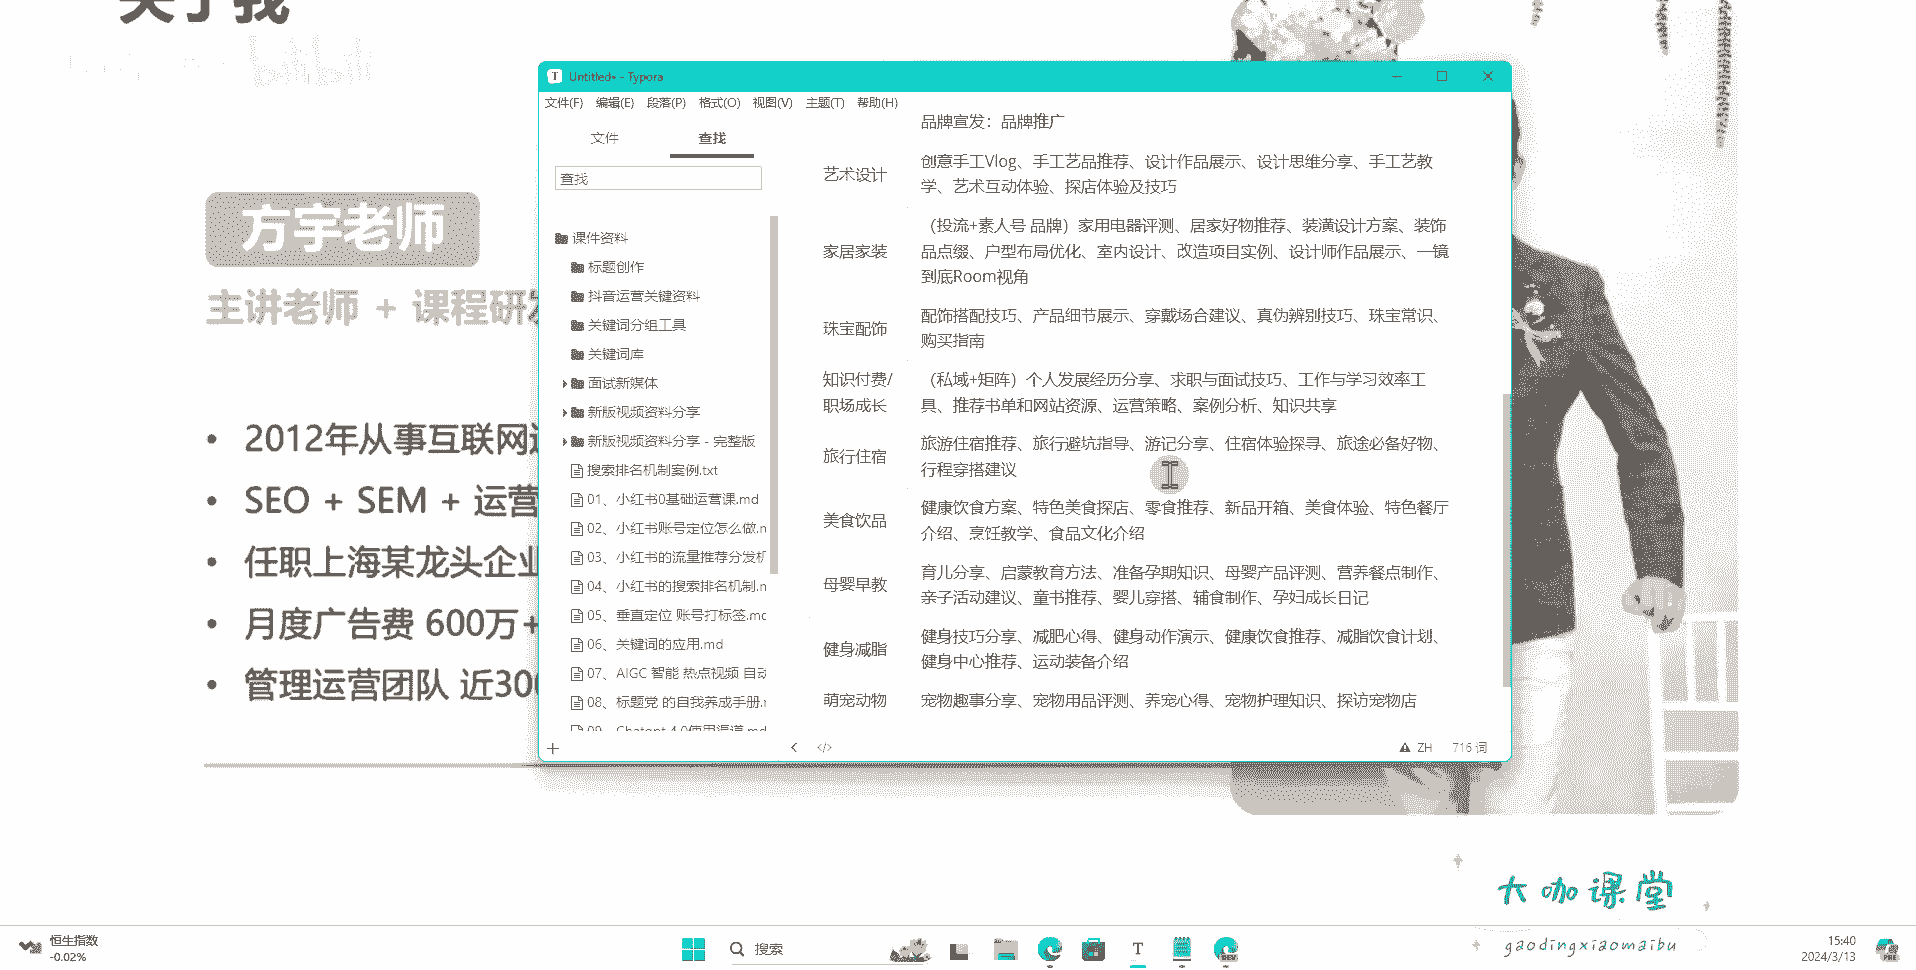 关于我
bilibili
方宇老师
主讲老师 + 课程研发
• 2012年从事互联网
• SEO + SEM + 运营
• 任职上海某龙头企业
• 月度广告费 600万+
• 管理运营团队 近300
Untitled• - Typora
文件(F) 编辑(E) 段落(P) 格式(O) 视图(V) 主题(T) 帮助(H)
文件 查找
查找
课件资料
标题创作
抖音运营关键资料
关键词分组工具
关键词库
面试新媒体
新版视频资料分享
新版视频资料分享 - 完整版
搜索排名机制案例.txt
01、小红书0基础运营课.md
02、小红书账号定位怎么做.
03、小红书的流量推荐分发机
04、小红书的搜索排名机制.
05、垂直定位 账号打标签.md
06、关键词的应用.md
07、AIGC 智能 热点视频 自动
08、标题党 的自我养成手册.
09、Chatgpt 4.0使用渠道.md
品牌宣发：品牌推广
艺术设计
创意手工Vlog、手工艺品推荐、设计作品展示、设计思维分享、手工艺教
学、艺术互动体验、探店体验及技巧
家居家装
（投流+素人号 品牌）家用电器评测、居家好物推荐、装潢设计方案、装饰
品点缀、户型布局优化、室内设计、改造项目实例、设计师作品展示、一镜
到底Room视角
珠宝配饰
配饰搭配技巧、产品细节展示、穿戴场合建议、真伪辨别技巧、珠宝常识、
购买指南
知识付费/
职场成长
（私域+矩阵）个人发展经历分享、求职与面试技巧、工作与学习效率工
具、推荐书单和网站资源、运营策略、案例分析、知识共享
旅行住宿
旅游住宿推荐、旅行避坑指导、游记分享、住宿体验探寻、旅途必备好物、
行程穿搭建议
美食饮品
健康饮食方案、特色美食探店、零食推荐、新品开箱、美食体验、特色餐厅
介绍、烹饪教学、食品文化介绍
母婴早教
育儿分享、启蒙教育方法、准备孕期知识、母婴产品评测、营养餐点制作、
亲子活动建议、童书推荐、婴儿穿搭、辅食制作、孕妇成长日记
健身减脂
健身技巧分享、减肥心得、健身动作演示、健康饮食推荐、减脂饮食计划、
健身中心推荐、运动装备介绍
萌宠动物
宠物趣事分享、宠物用品评测、养宠心得、宠物护理知识、探访宠物店
ZH 716 词
大咖课堂
gaodingxiaomaibu
恒生指数
-0.02%
搜索
DEV
15:40
2024/3/13
PRE